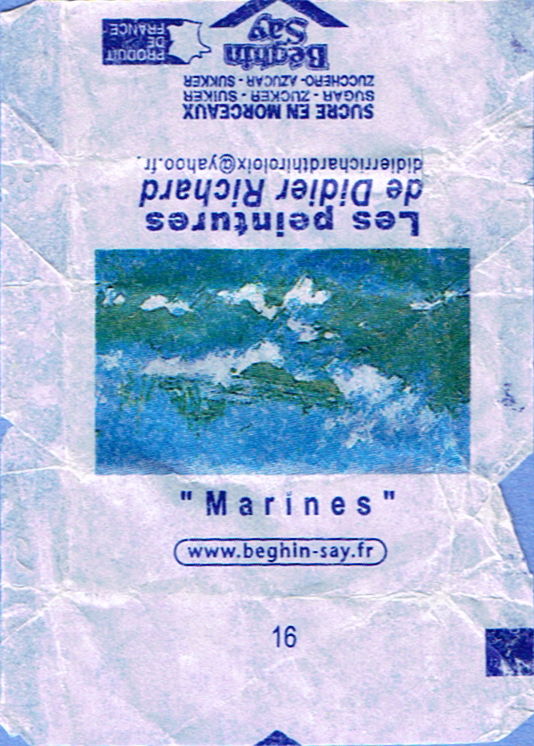 Béghin
Say
PRODUIT
DE
FRANCE
SUCRE EN MORCEAUX
SUGAR - ZUCKER - SUIKER
ZUCCHERO - AZUCAR - SUKKER
Les peintures
de Didier Richard
didierrichardthiroloix@yahoo.fr.
"Marines"
www.beghin-say.fr
16